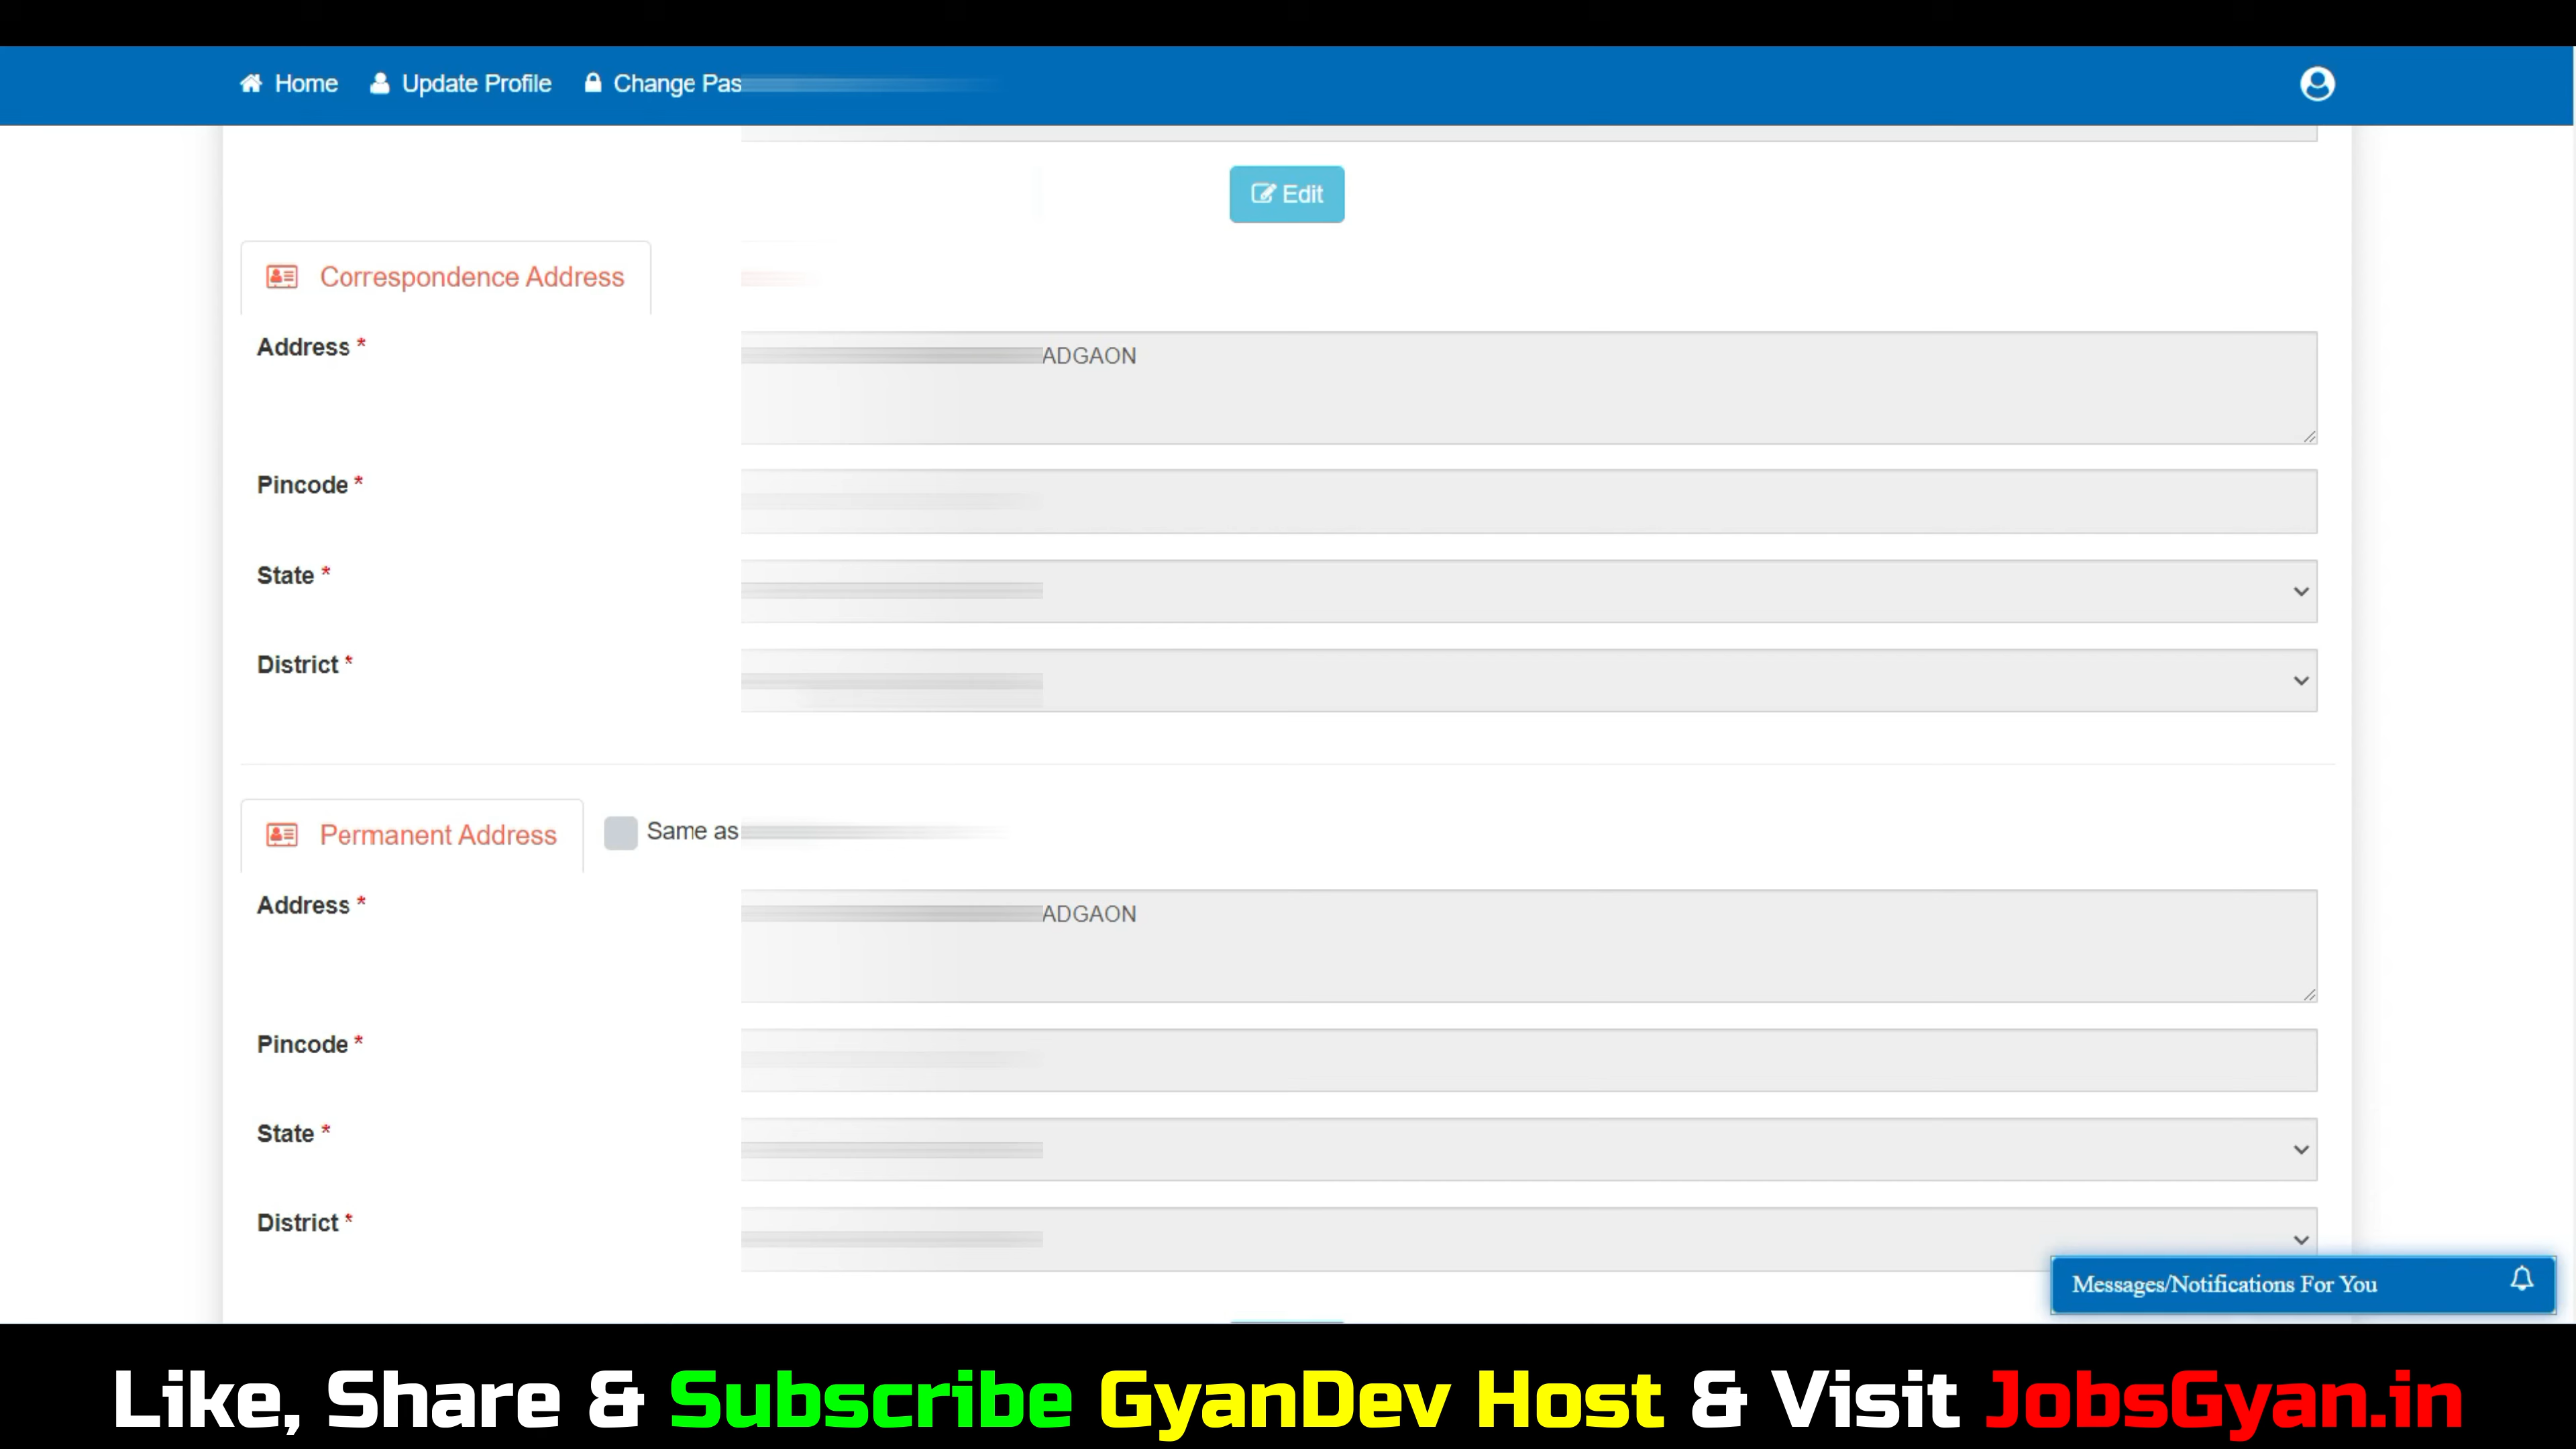 Home Update Profile Change Pas
Edit
Correspondence Address
Address *
ADGAON
Pincode *
State *
District *
Permanent Address Same as
Address *
ADGAON
Pincode *
State *
District *
Messages/Notifications For You
Like, Share & Subscribe GyanDev Host & Visit JobsGyan.in